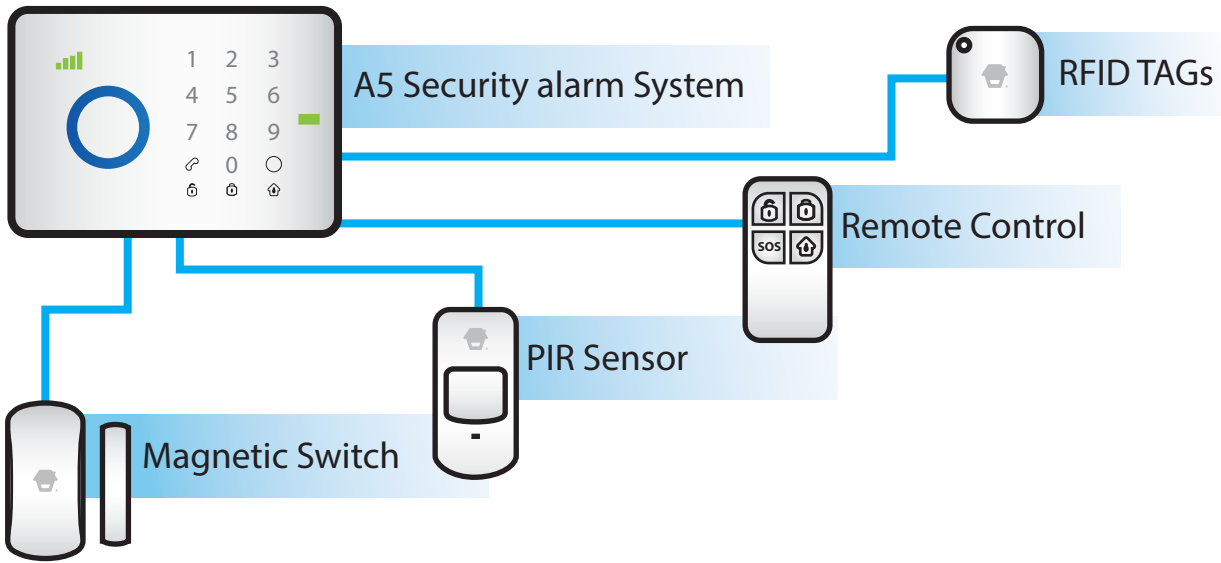 1 2 3
4 5 6
7 8 9
0
A5 Security alarm System
RFID TAGs
Remote Control
SOS
PIR Sensor
Magnetic Switch